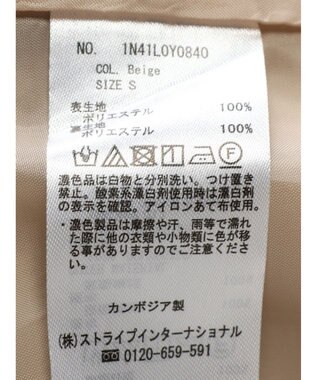 NO. 1N41L0Y0840
COL. Beige
SIZE S
表生地
ポリエステル 100%
裏生地
ポリエステル 100%
F
濃色品は白物と分別洗い。つけ置き
禁止。酸素系漂白剤使用時は漂白剤
の表示を確認。アイロンあて布使用。
・濃色製品は摩擦や汗、雨等で濡れ
た際に他の衣類や小物類に色が移
る事がありますのでご注意くださ
い。
カンボジア製
(株)ストライプインターナショナル
0120-659-591